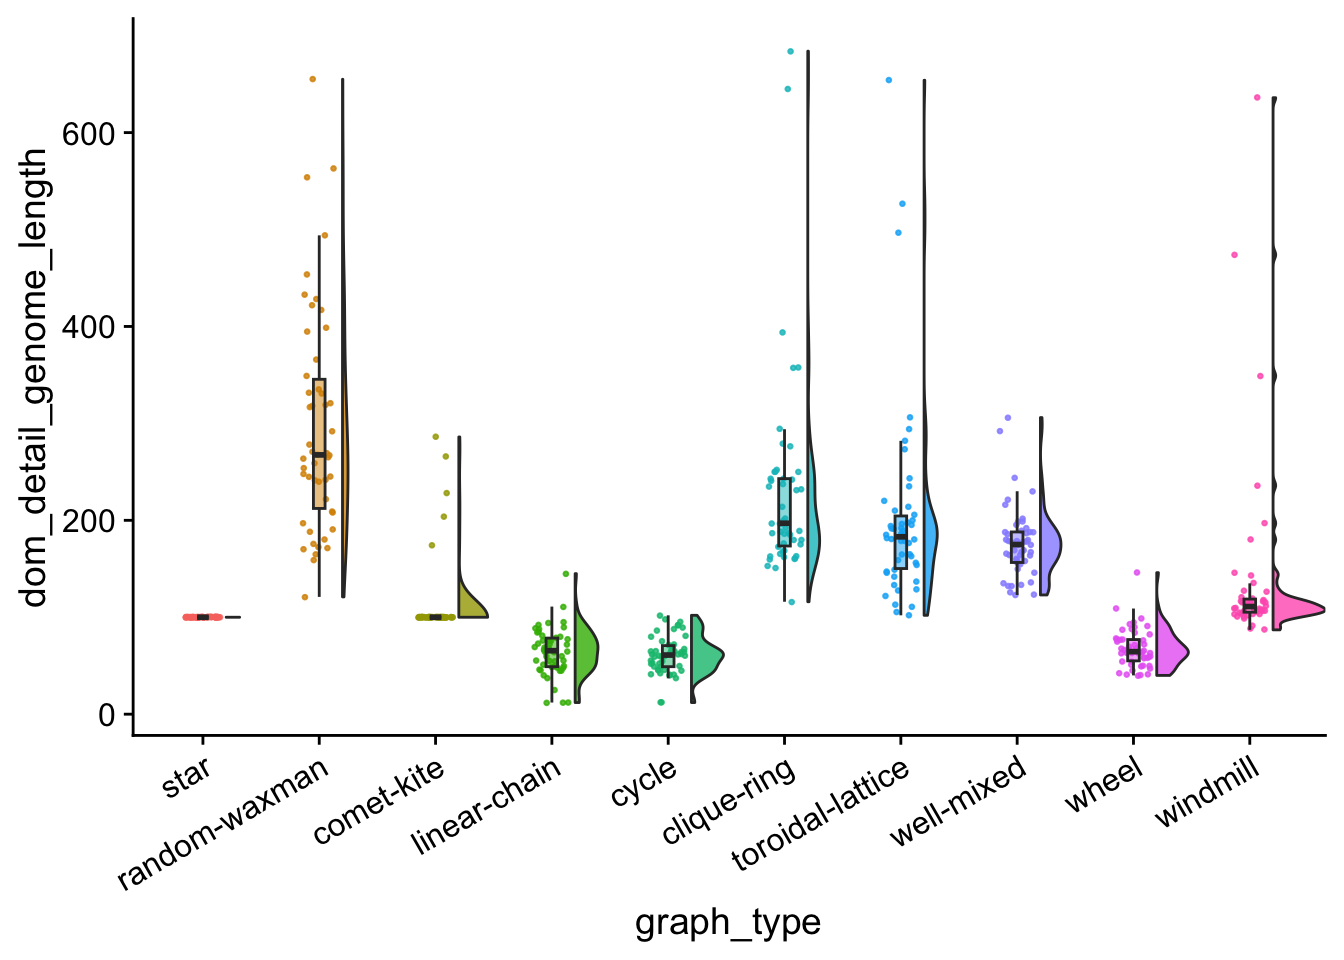 dom_detail_genome_length
600
400
200
0
star
random-waxman
comet-kite
linear-chain
cycle
clique-ring
toroidal-lattice
well-mixed
wheel
windmill
graph_type